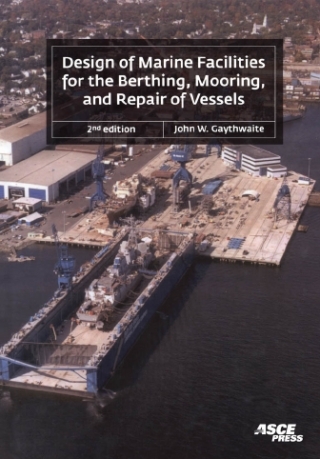 Design of Marine Facilities
for the Berthing, Mooring,
and Repair of Vessels
2nd edition
John W. Gaythwaite
ASCE
PRESS